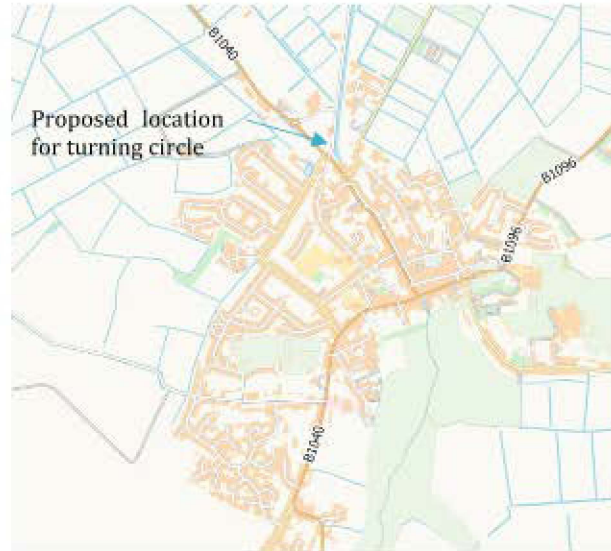 B1040
Proposed location
for turning circle
B1096
B1096
B1040